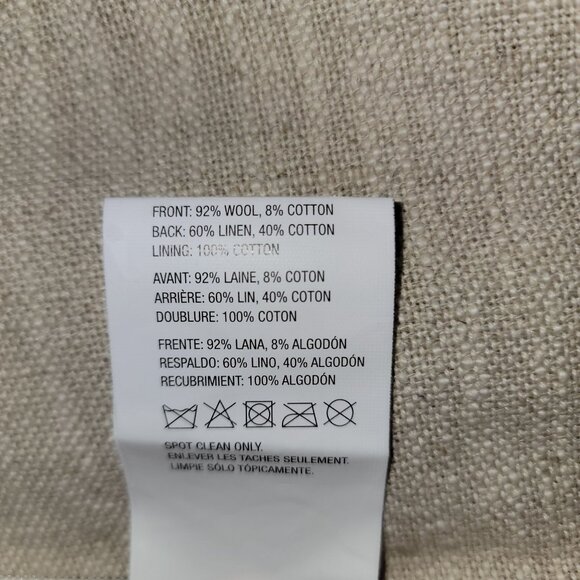 FRONT: 92% WOOL, 8% COTTON
BACK: 60% LINEN, 40% COTTON
LINING: 100% COTTON
AVANT: 92% LAINE, 8% COTON
ARRIÈRE: 60% LIN, 40% COTON
DOUBLURE: 100% COTON
FRENTE: 92% LANA, 8% ALGODÓN
RESPALDO: 60% LINO, 40% ALGODÓN
RECUBRIMIENT: 100% ALGODÓN
SPOT CLEAN ONLY.
ENLEVER LES TACHES SEULEMENT.
LIMPIE SÓLO TÓPICAMENTE.